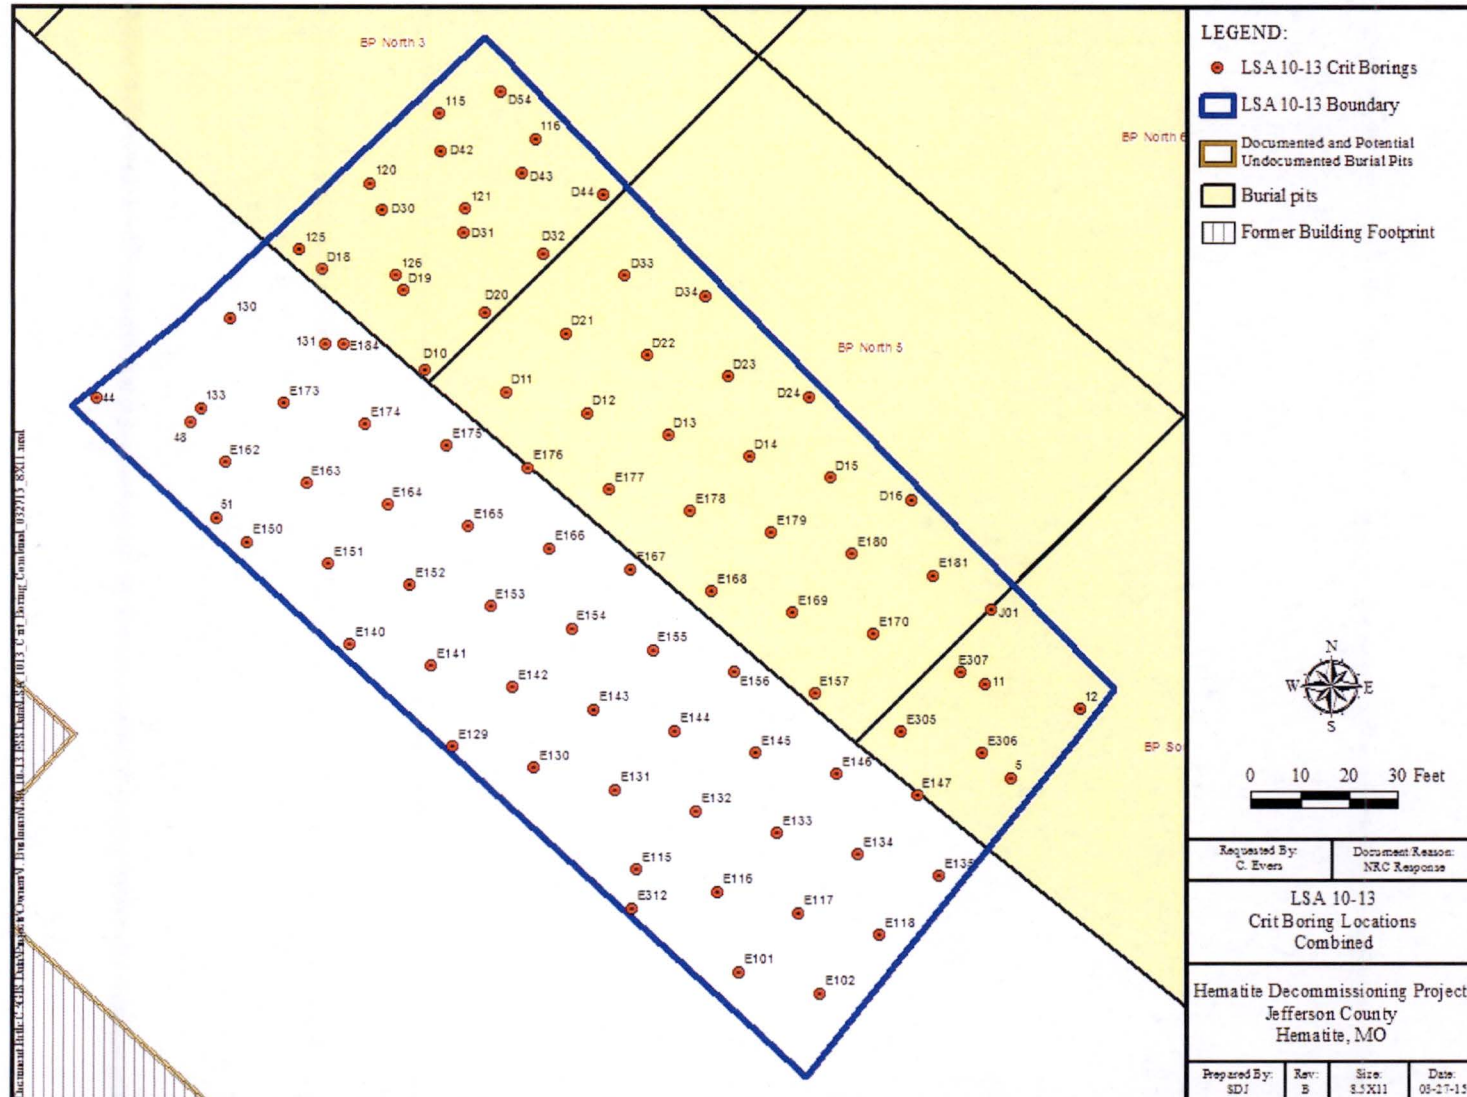 BP North 3
D54
115
116
BP North 6
D42
D43
120
D44
D30
121
D31
125
D32
D18
126
D19
D33
D34
D20
130
D21
131
E184
D22
BP North 5
D10
D23
44
D11
D24
133
E173
D12
48
E174
D13
E175
D14
E162
E176
D15
E163
E177
D16
E164
E178
51
E165
E179
E150
E166
E180
E151
E167
E181
E152
E168
E153
E169
J01
E154
E170
E140
E155
E307
E141
E156
11
E142
E157
12
E143
E305
E144
BP So
E129
E145
E306
E130
E146
5
E131
E147
E132
E133
E134
E115
E135
E116
E312
E117
E118
E101
E102
LEGEND:
LSA 10-13 Crit Borings
LSA 10-13 Boundary
Documented and Potential
Undocumented Burial Pits
Burial pits
Former Building Footprint
N
W E
S
0 10 20 30 Feet
Requested By:
C. Evers
Document/Reason:
NRC Response
LSA 10-13
Crit Boring Locations
Combined
Hematite Decommissioning Project
Jefferson County
Hematite, MO
Prepared By:
SDJ
Rev:
B
Size:
8.5X11
Date:
03-27-15